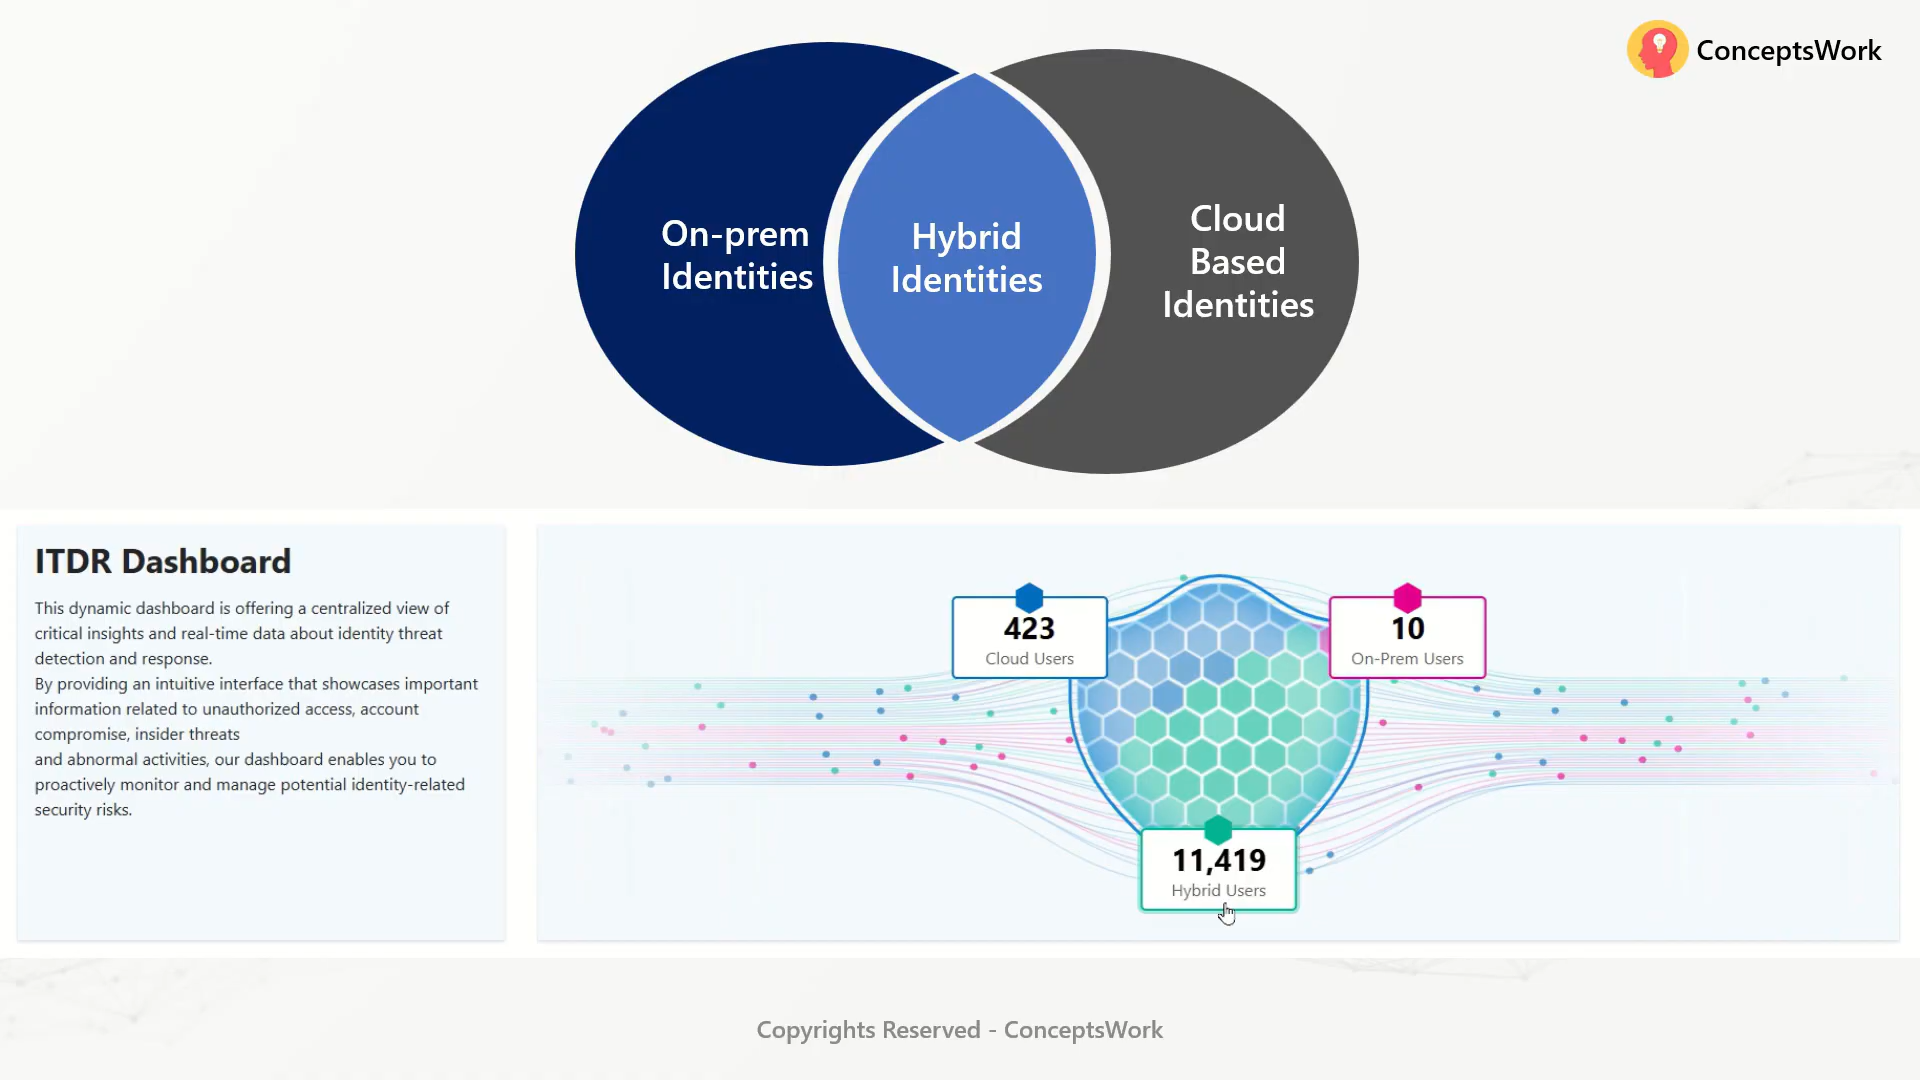 ConceptsWork
On-prem
Identities
Hybrid
Identities
Cloud
Based
Identities
ITDR Dashboard
This dynamic dashboard is offering a centralized view of
critical insights and real-time data about identity threat
detection and response.
By providing an intuitive interface that showcases important
information related to unauthorized access, account
compromise, insider threats
and abnormal activities, our dashboard enables you to
proactively monitor and manage potential identity-related
security risks.
423
Cloud Users
10
On-Prem Users
11,419
Hybrid Users
Copyrights Reserved - ConceptsWork